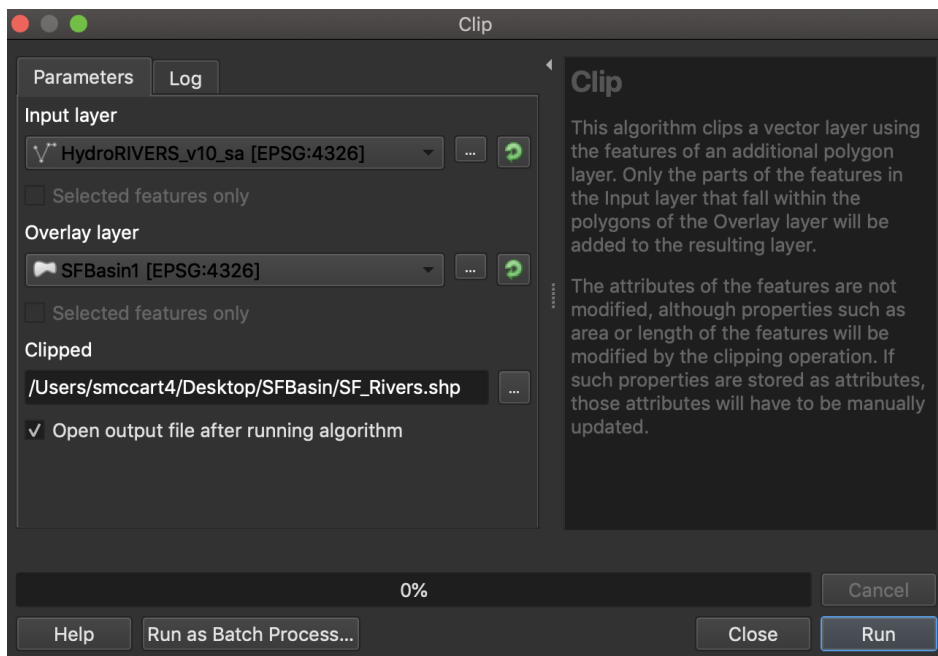 Clip
Parameters
Log
Input layer
HydroRIVERS_v10_sa [EPSG:4326]
...
Selected features only
Overlay layer
SFBasin1 [EPSG:4326]
...
Selected features only
Clipped
/Users/smccart4/Desktop/SFBasin/SF_Rivers.shp
...
Open output file after running algorithm
Clip
This algorithm clips a vector layer using
the features of an additional polygon
layer. Only the parts of the features in
the Input layer that fall within the
polygons of the Overlay layer will be
added to the resulting layer.
The attributes of the features are not
modified, although properties such as
area or length of the features will be
modified by the clipping operation. If
such properties are stored as attributes,
those attributes will have to be manually
updated.
0%
Cancel
Help
Run as Batch Process...
Close
Run